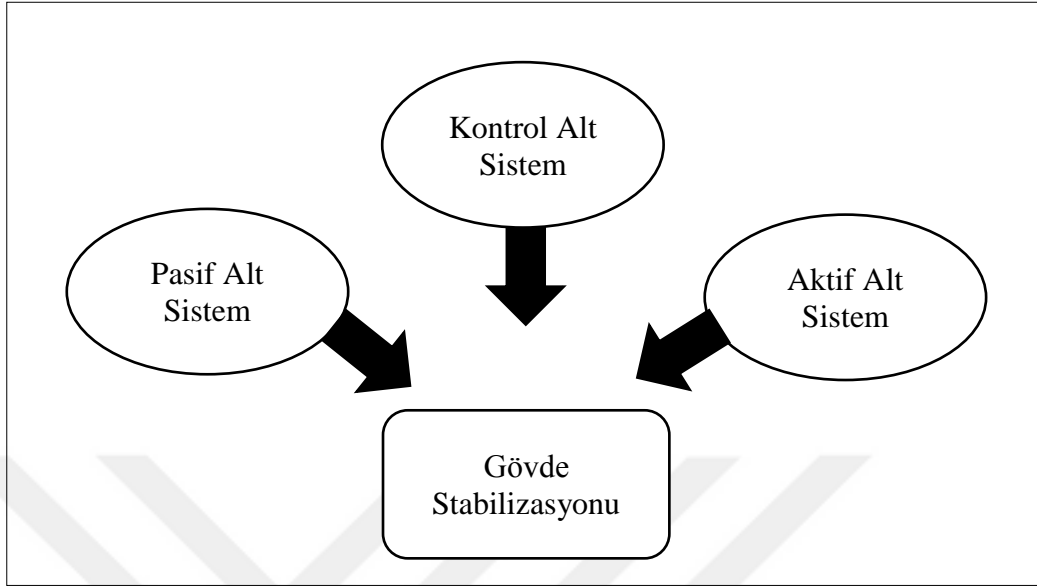 Kontrol Alt
Sistem
Pasif Alt
Sistem
Aktif Alt
Sistem
Gövde
Stabilizasyonu